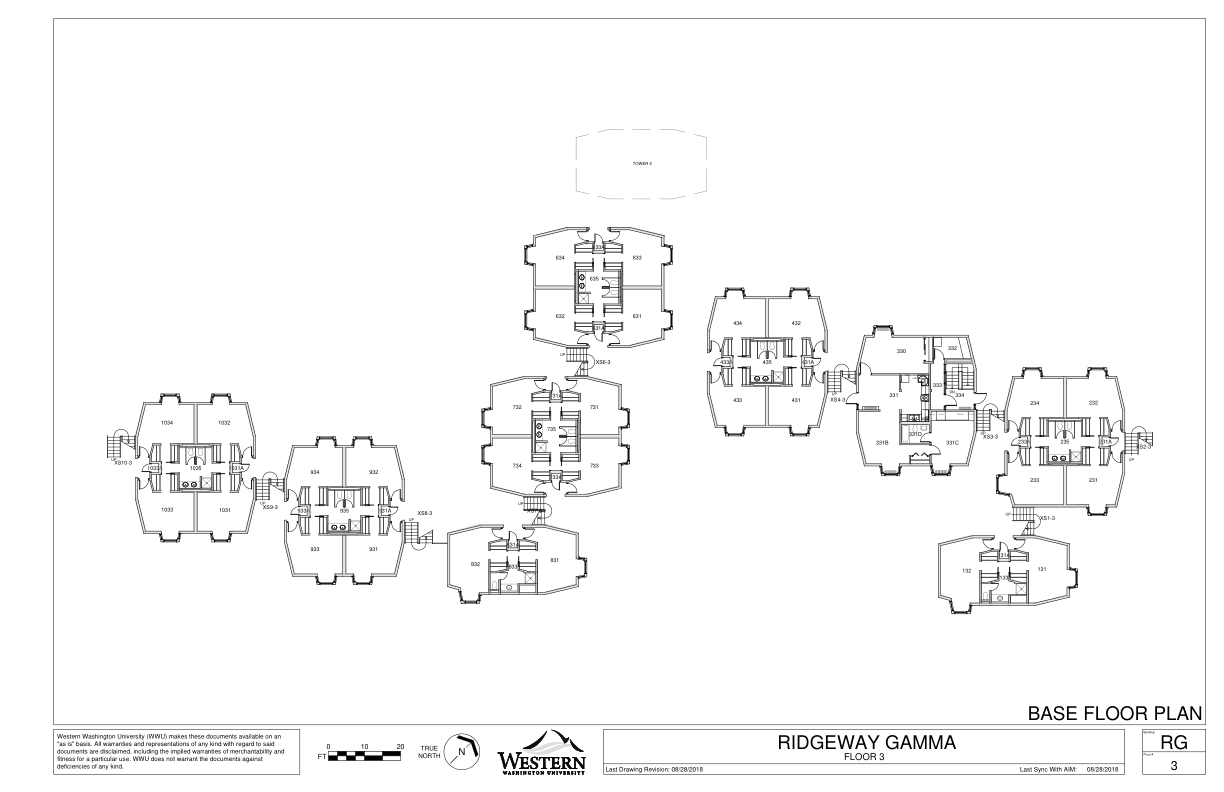 TOWER 5
633A
634
633
635
632
631
631A
UP
XS6-3
434
432
433A
435
431A
433
431
UP
XS4-3
330
332
331
333
334
331B
331D
331C
UP
XS3-3
234
232
233A
235
231A
233
231
UP
XS2-3
731A
732
731
735
734
733
733A
UP
1034
1032
1033A
1035
1031A
1033
1031
UP
XS10-3
UP
XS9-3
934
932
933A
935
931A
933
931
UP
XS8-3
831A
832
831
833
UP
XS1-3
131A
132
131
133
BASE FLOOR PLAN
Western Washington University (WWU) makes these documents available on an
"as is" basis. All warranties and representations of any kind with regard to said
documents are disclaimed, including the implied warranties of merchantability and
fitness for a particular use. WWU does not warrant the documents against
deficiencies of any kind.
FT
0 10 20
TRUE
NORTH
N
WESTERN
WASHINGTON UNIVERSITY
RIDGEWAY GAMMA
FLOOR 3
Last Drawing Revision: 08/28/2018
Last Sync With AIM: 08/28/2018
Building
RG
Floor#
3